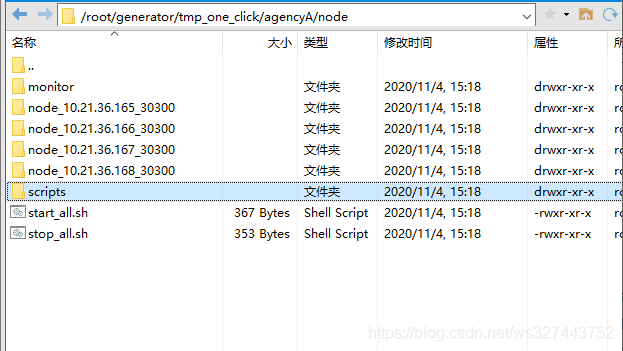 /root/generator/tmp_one_click/agencyA/node
名称 大小 类型 修改时间 属性 所
..
monitor 文件夹 2020/11/4, 15:18 drwxr-xr-x ro
node_10.21.36.165_30300 文件夹 2020/11/4, 15:18 drwxr-xr-x ro
node_10.21.36.166_30300 文件夹 2020/11/4, 15:18 drwxr-xr-x ro
node_10.21.36.167_30300 文件夹 2020/11/4, 15:18 drwxr-xr-x ro
node_10.21.36.168_30300 文件夹 2020/11/4, 15:18 drwxr-xr-x ro
scripts 文件夹 2020/11/4, 15:18 drwxr-xr-x ro
start_all.sh 367 Bytes Shell Script 2020/11/4, 15:18 -rwxr-xr-x ro
stop_all.sh 353 Bytes Shell Script 2020/11/4, 15:18 -rwxr-xr-x ro
https://blog.csdn.net/ws327443752